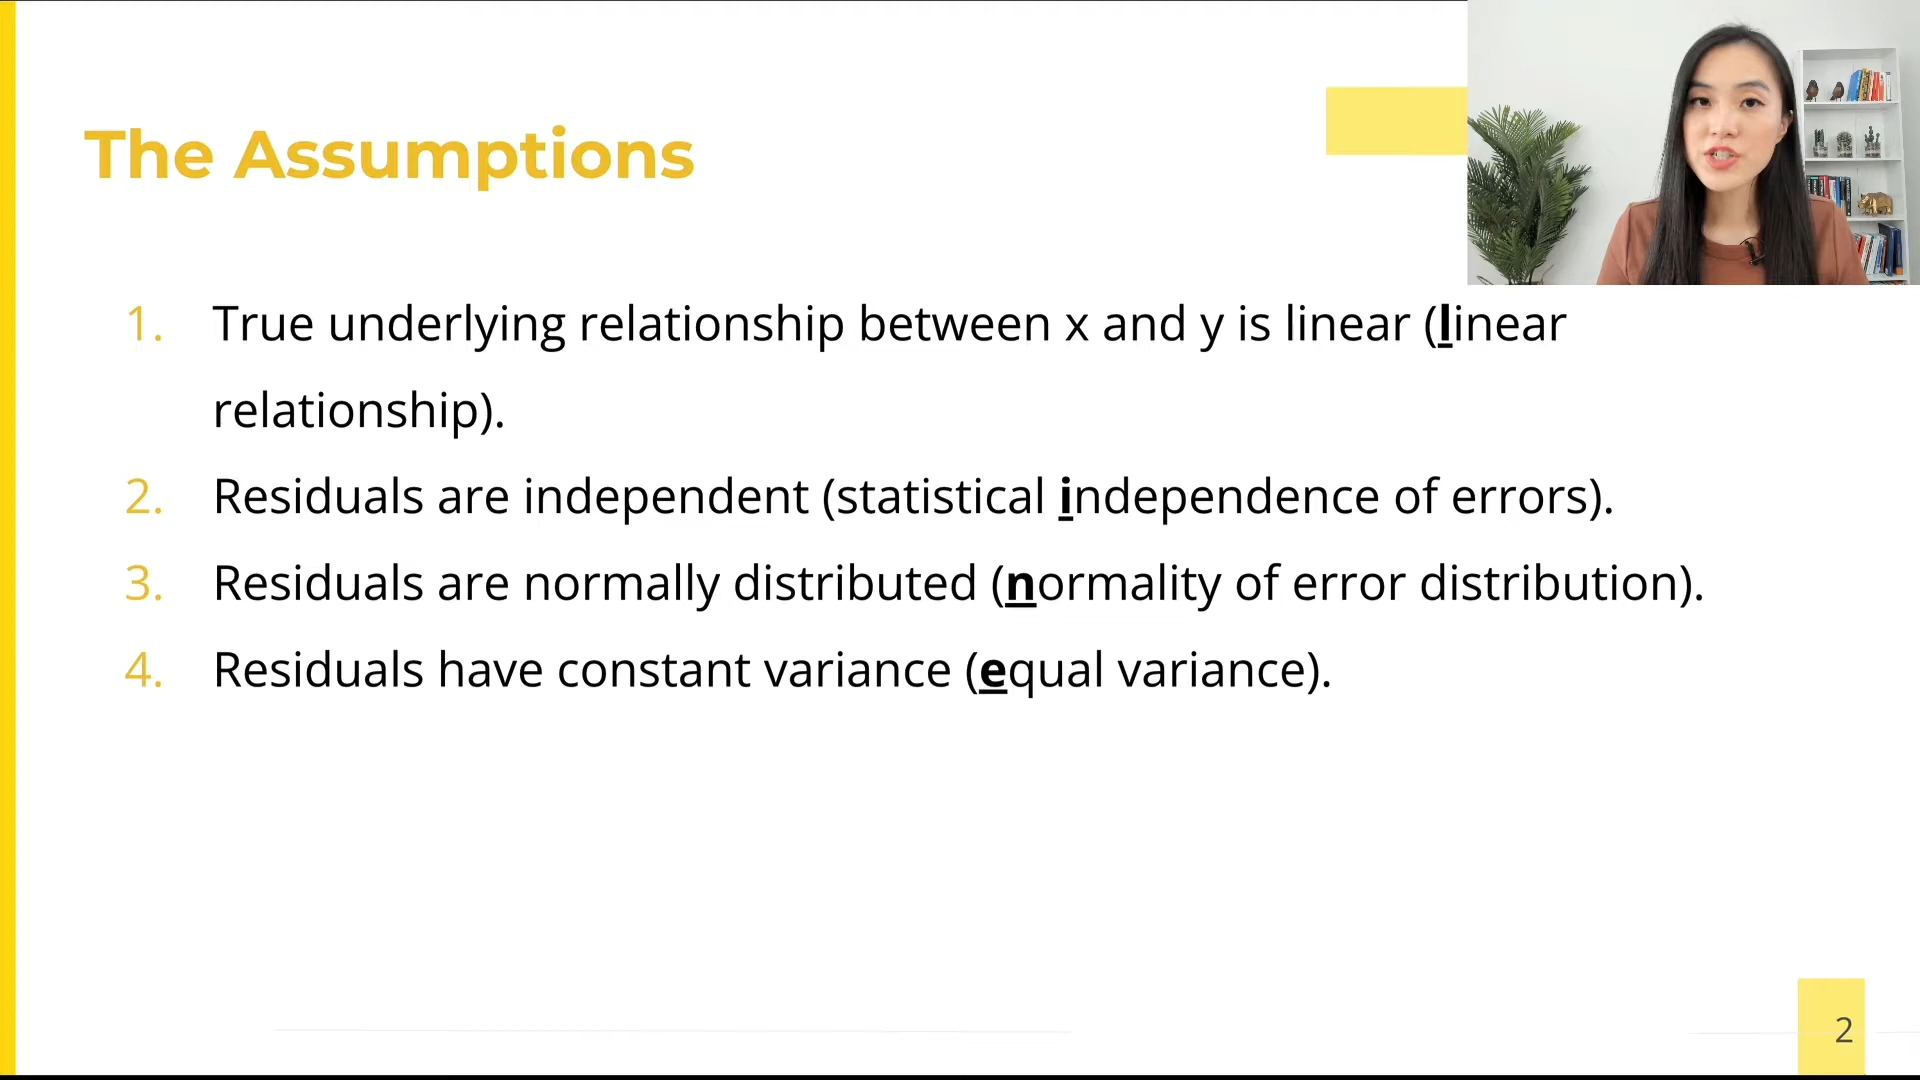 The Assumptions
1. True underlying relationship between x and y is linear (linear
relationship).
2. Residuals are independent (statistical independence of errors).
3. Residuals are normally distributed (normality of error distribution).
4. Residuals have constant variance (equal variance).
2